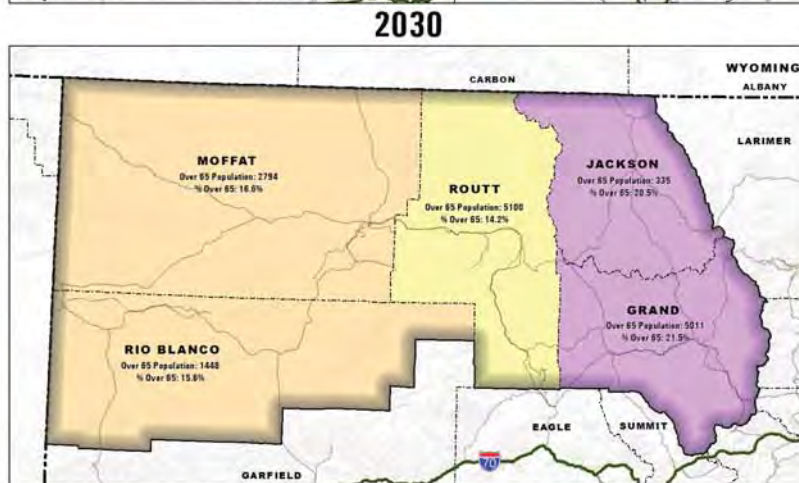 2030
WYOMING
CARBON
ALBANY
LARIMER
MOFFAT
Over 65 Population: 2794
% Over 65: 16.6%
JACKSON
Over 65 Population: 335
% Over 65: 20.5%
ROUTT
Over 65 Population: 5100
% Over 65: 14.2%
GRAND
Over 65 Population: 5011
% Over 65: 21.5%
RIO BLANCO
Over 65 Population: 1448
% Over 65: 15.6%
EAGLE
SUMMIT
70
GARFIELD